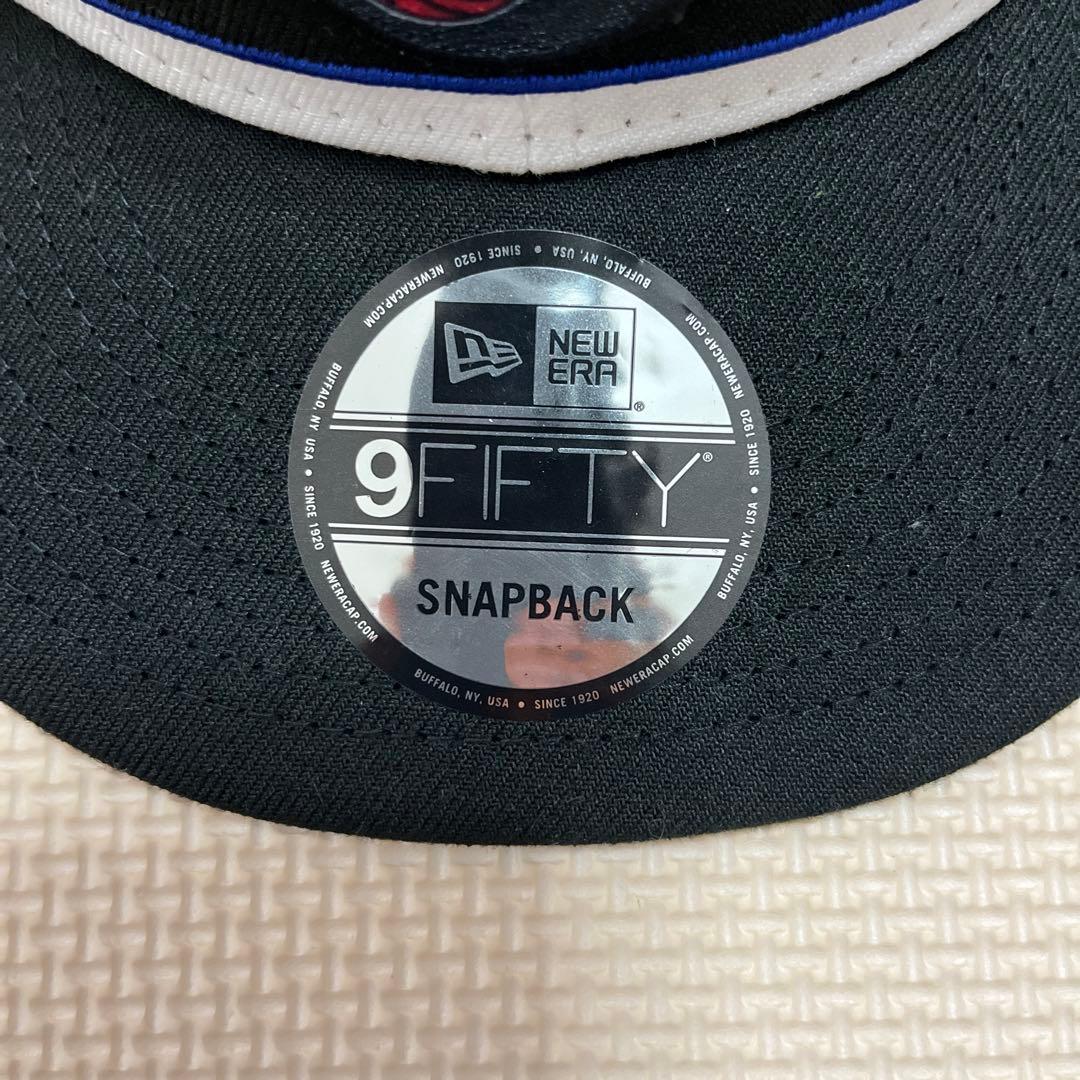 NEW
ERA®
9FIFTY®
SNAPBACK
BUFFALO, NY, USA • SINCE 1920 NEWERACAP.COM
BUFFALO, NY, USA • SINCE 1920 NEWERACAP.COM
BUFFALO, NY, USA • SINCE 1920 NEWERACAP.COM
BUFFALO, NY USA • SINCE 1920 NEWERACAP.COM